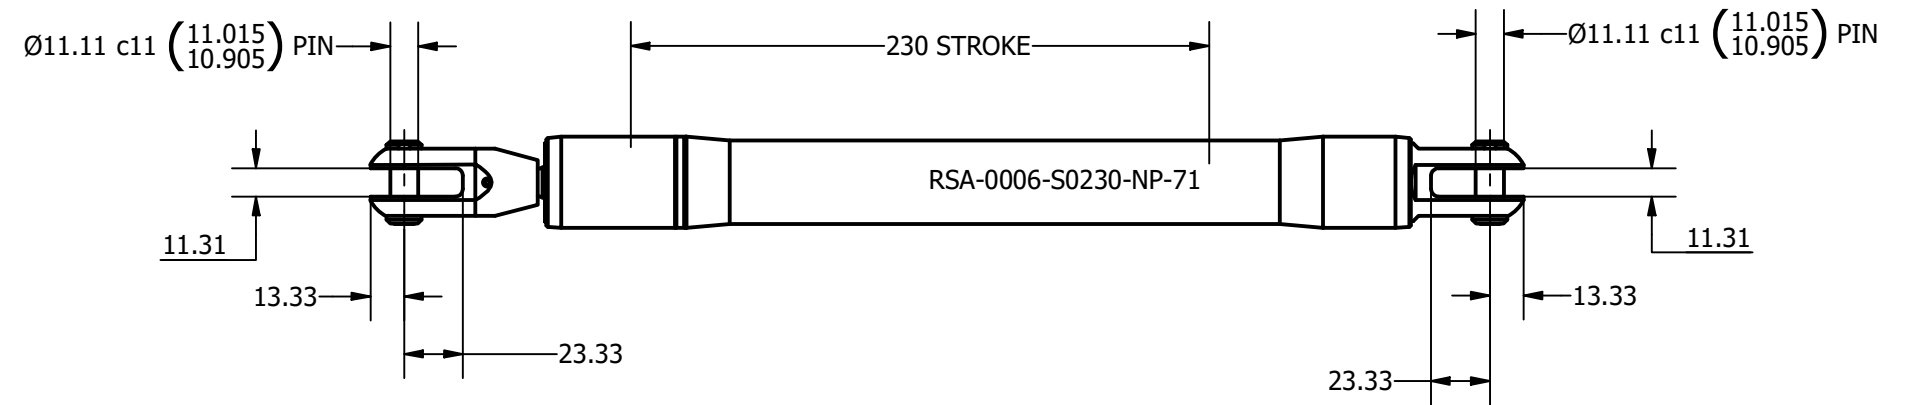 Ø11.11 c11 (11.015
10.905) PIN
230 STROKE
Ø11.11 c11 (11.015
10.905) PIN
RSA-0006-S0230-NP-71
11.31
11.31
13.33
13.33
23.33
23.33